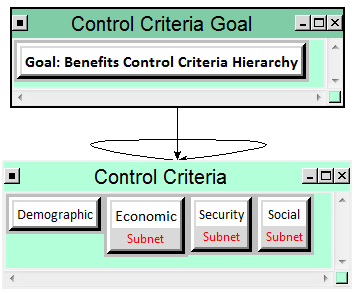 Control Criteria Goal
Goal: Benefits Control Criteria Hierarchy
Control Criteria
Demographic
Economic
Subnet
Security
Subnet
Social
Subnet